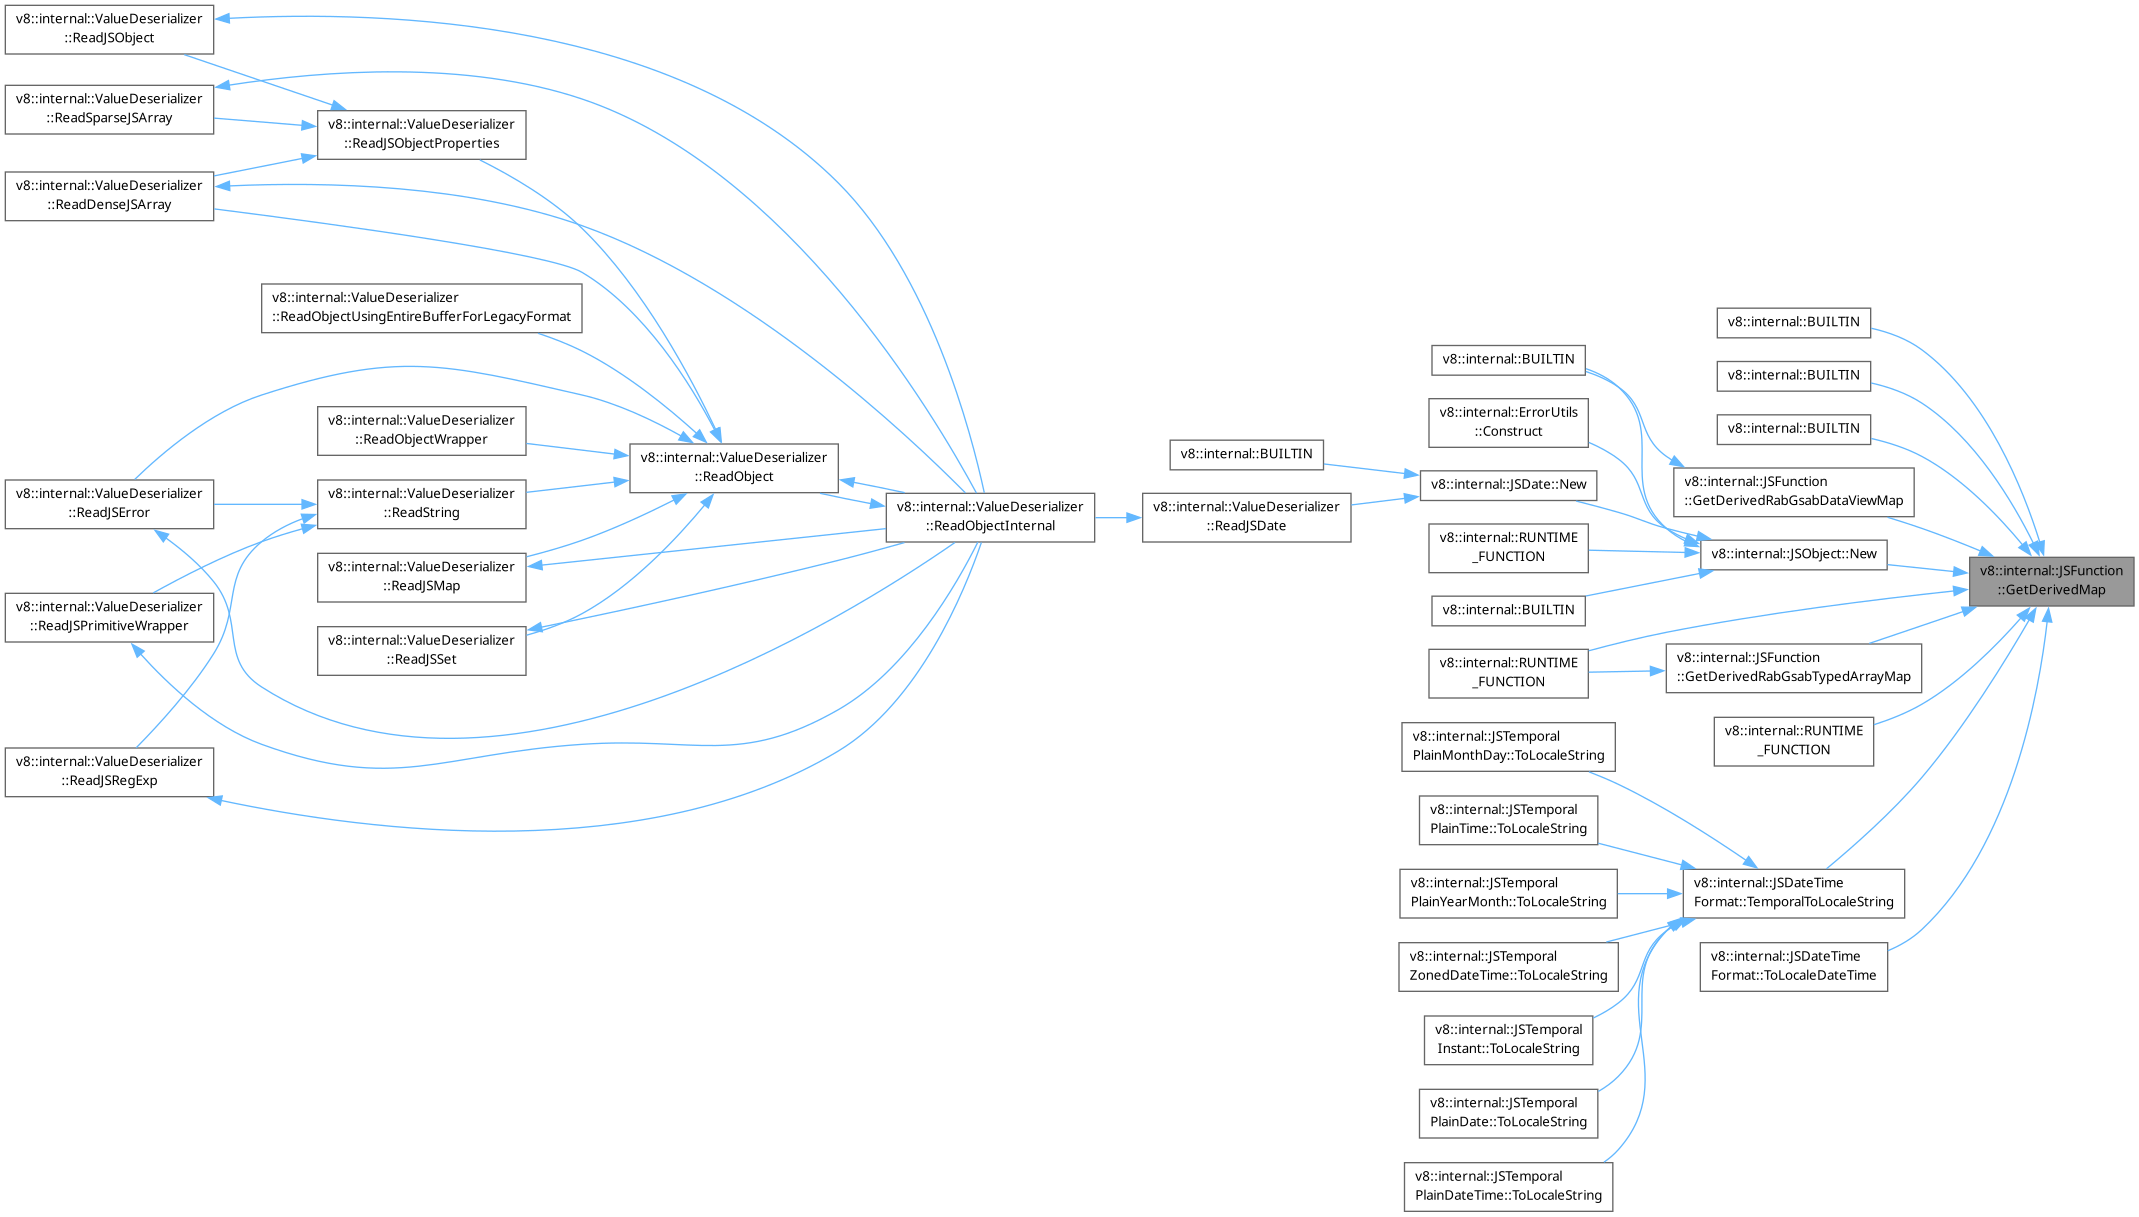 v8::internal::ValueDeserializer
::ReadJSObject
v8::internal::ValueDeserializer
::ReadSparseJSArray
v8::internal::ValueDeserializer
::ReadJSObjectProperties
v8::internal::ValueDeserializer
::ReadDenseJSArray
v8::internal::ValueDeserializer
::ReadObjectUsingEntireBufferForLegacyFormat
v8::internal::ValueDeserializer
::ReadObjectWrapper
v8::internal::ValueDeserializer
::ReadObject
v8::internal::ValueDeserializer
::ReadJSError
v8::internal::ValueDeserializer
::ReadString
v8::internal::ValueDeserializer
::ReadJSMap
v8::internal::ValueDeserializer
::ReadJSPrimitiveWrapper
v8::internal::ValueDeserializer
::ReadJSSet
v8::internal::ValueDeserializer
::ReadJSRegExp
v8::internal::ValueDeserializer
::ReadObjectInternal
v8::internal::BUILTIN
v8::internal::ValueDeserializer
::ReadJSDate
v8::internal::BUILTIN
v8::internal::ErrorUtils
::Construct
v8::internal::JSDate::New
v8::internal::RUNTIME
_FUNCTION
v8::internal::BUILTIN
v8::internal::RUNTIME
_FUNCTION
v8::internal::JSTemporal
PlainMonthDay::ToLocaleString
v8::internal::JSTemporal
PlainTime::ToLocaleString
v8::internal::JSTemporal
PlainYearMonth::ToLocaleString
v8::internal::JSTemporal
ZonedDateTime::ToLocaleString
v8::internal::JSTemporal
Instant::ToLocaleString
v8::internal::JSTemporal
PlainDate::ToLocaleString
v8::internal::JSTemporal
PlainDateTime::ToLocaleString
v8::internal::BUILTIN
v8::internal::BUILTIN
v8::internal::BUILTIN
v8::internal::JSFunction
::GetDerivedRabGsabDataViewMap
v8::internal::JSObject::New
v8::internal::JSFunction
::GetDerivedRabGsabTypedArrayMap
v8::internal::RUNTIME
_FUNCTION
v8::internal::JSDateTime
Format::TemporalToLocaleString
v8::internal::JSDateTime
Format::ToLocaleDateTime
v8::internal::JSFunction
::GetDerivedMap